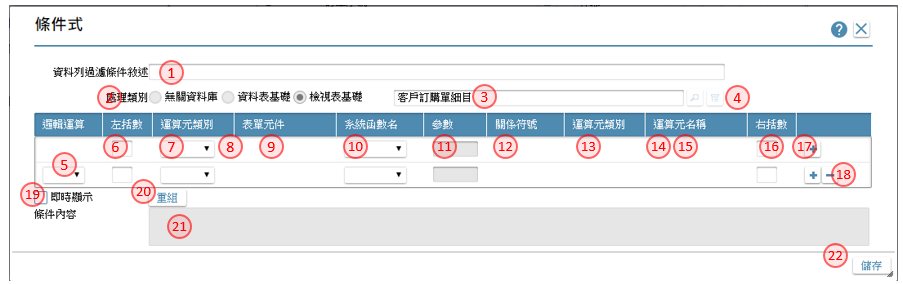 條件式
?
資料列過濾條件敘述 1
2 處理類別 無關資料庫 資料表基礎 檢視表基礎 客戶訂購單細目 3 4
邏輯運算 左括數 運算元類別 表單元件 系統函數名 參數 關係符號 運算元類別 運算元名稱 右括數
6 7 8 9 10 11 12 13 14 15 16 17 +
5 + - 18
19 即時顯示 20 重組
條件內容 21
22
儲存